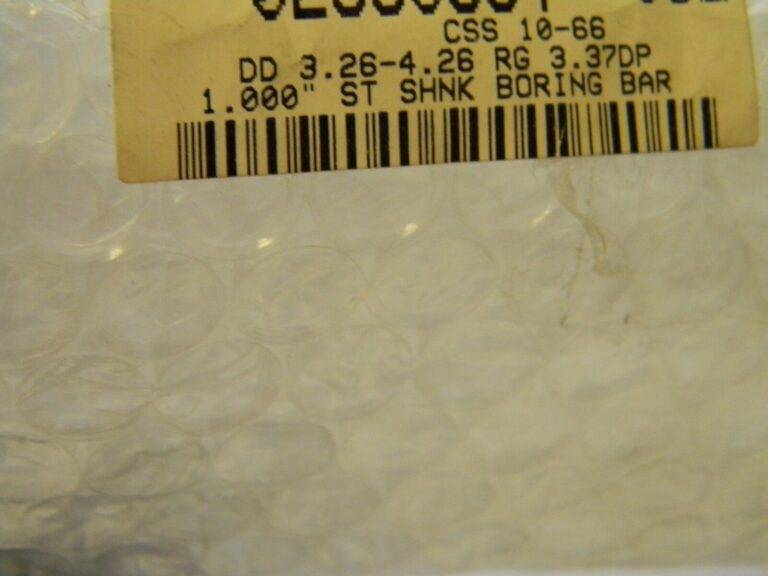 CSS 10-66
DD 3.26-4.26 RG 3.37DP
1.000" ST SHNK BORING BAR